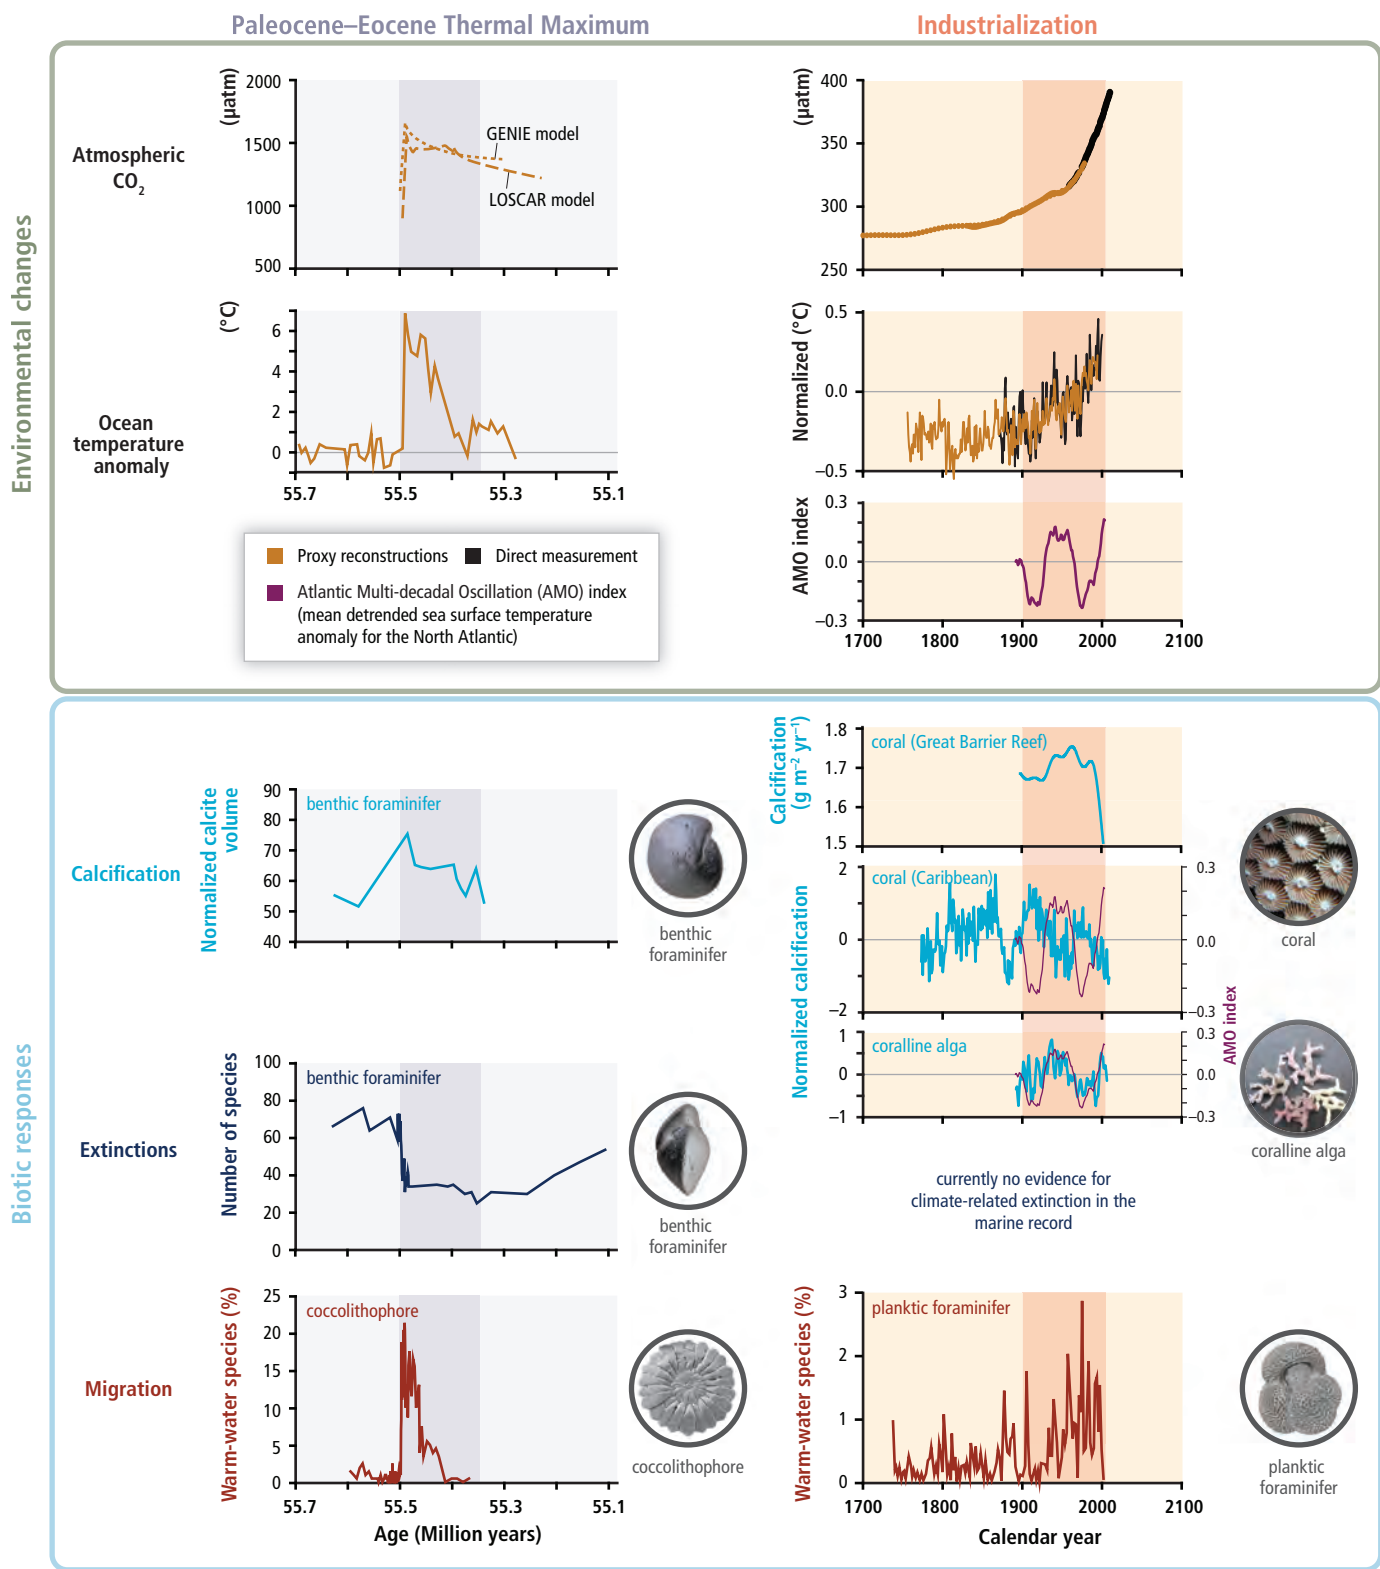 Paleocene–Eocene Thermal Maximum
Industrialization
Environmental changes
Atmospheric
CO2
(µatm)
2000
1500
1000
500
GENIE model
LOSCAR model
(µatm)
400
350
300
250
1700
1800
1900
2000
2100
Ocean
temperature
anomaly
(°C)
6
4
2
0
55.7
55.5
55.3
55.1
Normalized (°C)
0.5
0.0
–0.5
AMO index
0.3
0.0
–0.3
1700
1800
1900
2000
2100
Proxy reconstructions
Direct measurement
Atlantic Multi-decadal Oscillation (AMO) index
(mean detrended sea surface temperature
anomaly for the North Atlantic)
Biotic responses
Calcification
Normalized calcite
volume
90
80
70
60
50
40
benthic foraminifer
benthic
foraminifer
Calcification
(g m–2 yr–1)
1.8
1.7
1.6
1.5
coral (Great Barrier Reef)
Normalized calcification
2
0
–2
coral (Caribbean)
0.3
0.0
–0.3
coral
1
0
–1
coralline alga
0.3
0.0
–0.3
AMO index
coralline alga
Extinctions
Number of species
100
80
60
40
20
0
benthic foraminifer
benthic
foraminifer
currently no evidence for
climate-related extinction in the
marine record
Migration
Warm-water species (%)
25
20
15
10
5
0
coccolithophore
55.7
55.5
55.3
55.1
Age (Million years)
coccolithophore
Warm-water species (%)
3
2
1
0
planktic foraminifer
1700
1800
1900
2000
2100
Calendar year
planktic
foraminifer